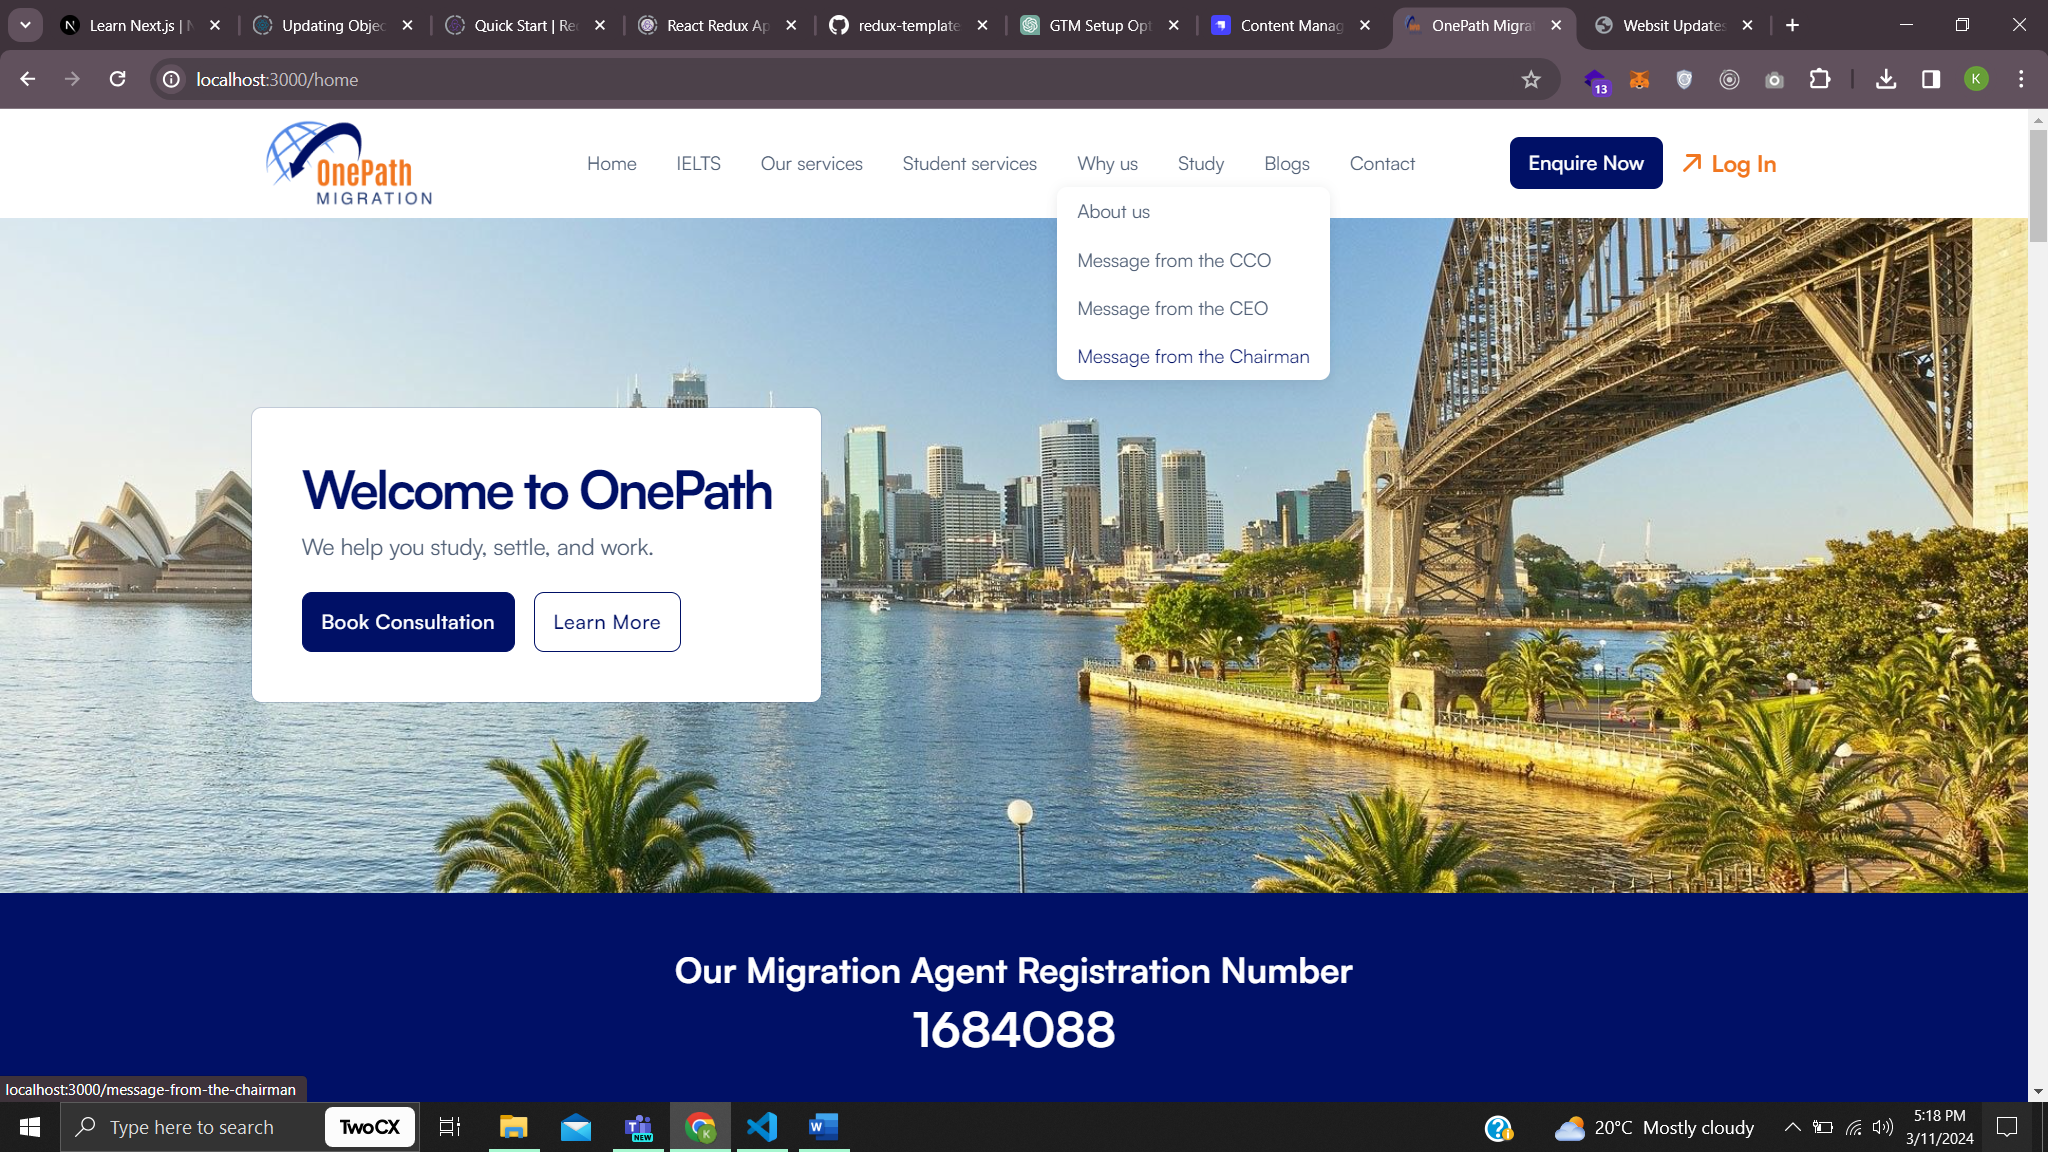 Learn Next.js | N
Updating Objec
Quick Start | Re
React Redux Ap
redux-template
GTM Setup Opt
Content Manag
OnePath Migrat
Websit Updates
localhost:3000/home
13
K
OnePath
MIGRATION
Home
IELTS
Our services
Student services
Why us
Study
Blogs
Contact
Enquire Now
Log In
About us
Message from the CCO
Message from the CEO
Message from the Chairman
Welcome to OnePath
We help you study, settle, and work.
Book Consultation
Learn More
Our Migration Agent Registration Number
1684088
localhost:3000/message-from-the-chairman
Type here to search
TwoCX
NEW
K
W
20°C Mostly cloudy
5:18 PM
3/11/2024